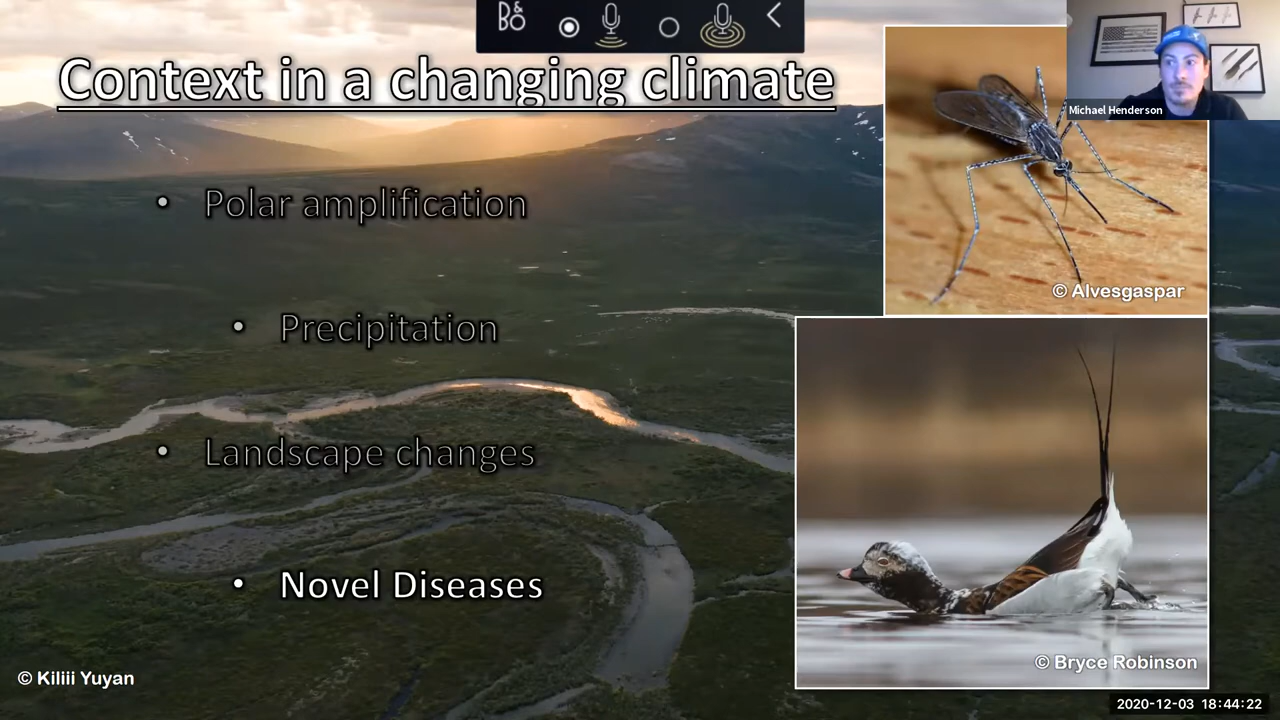 B&O
Context in a changing climate
Michael Henderson
• Polar amplification
© Alvesgaspar
• Precipitation
• Landscape changes
• Novel Diseases
© Bryce Robinson
© Kiliii Yuyan
2020-12-03 18:44:22